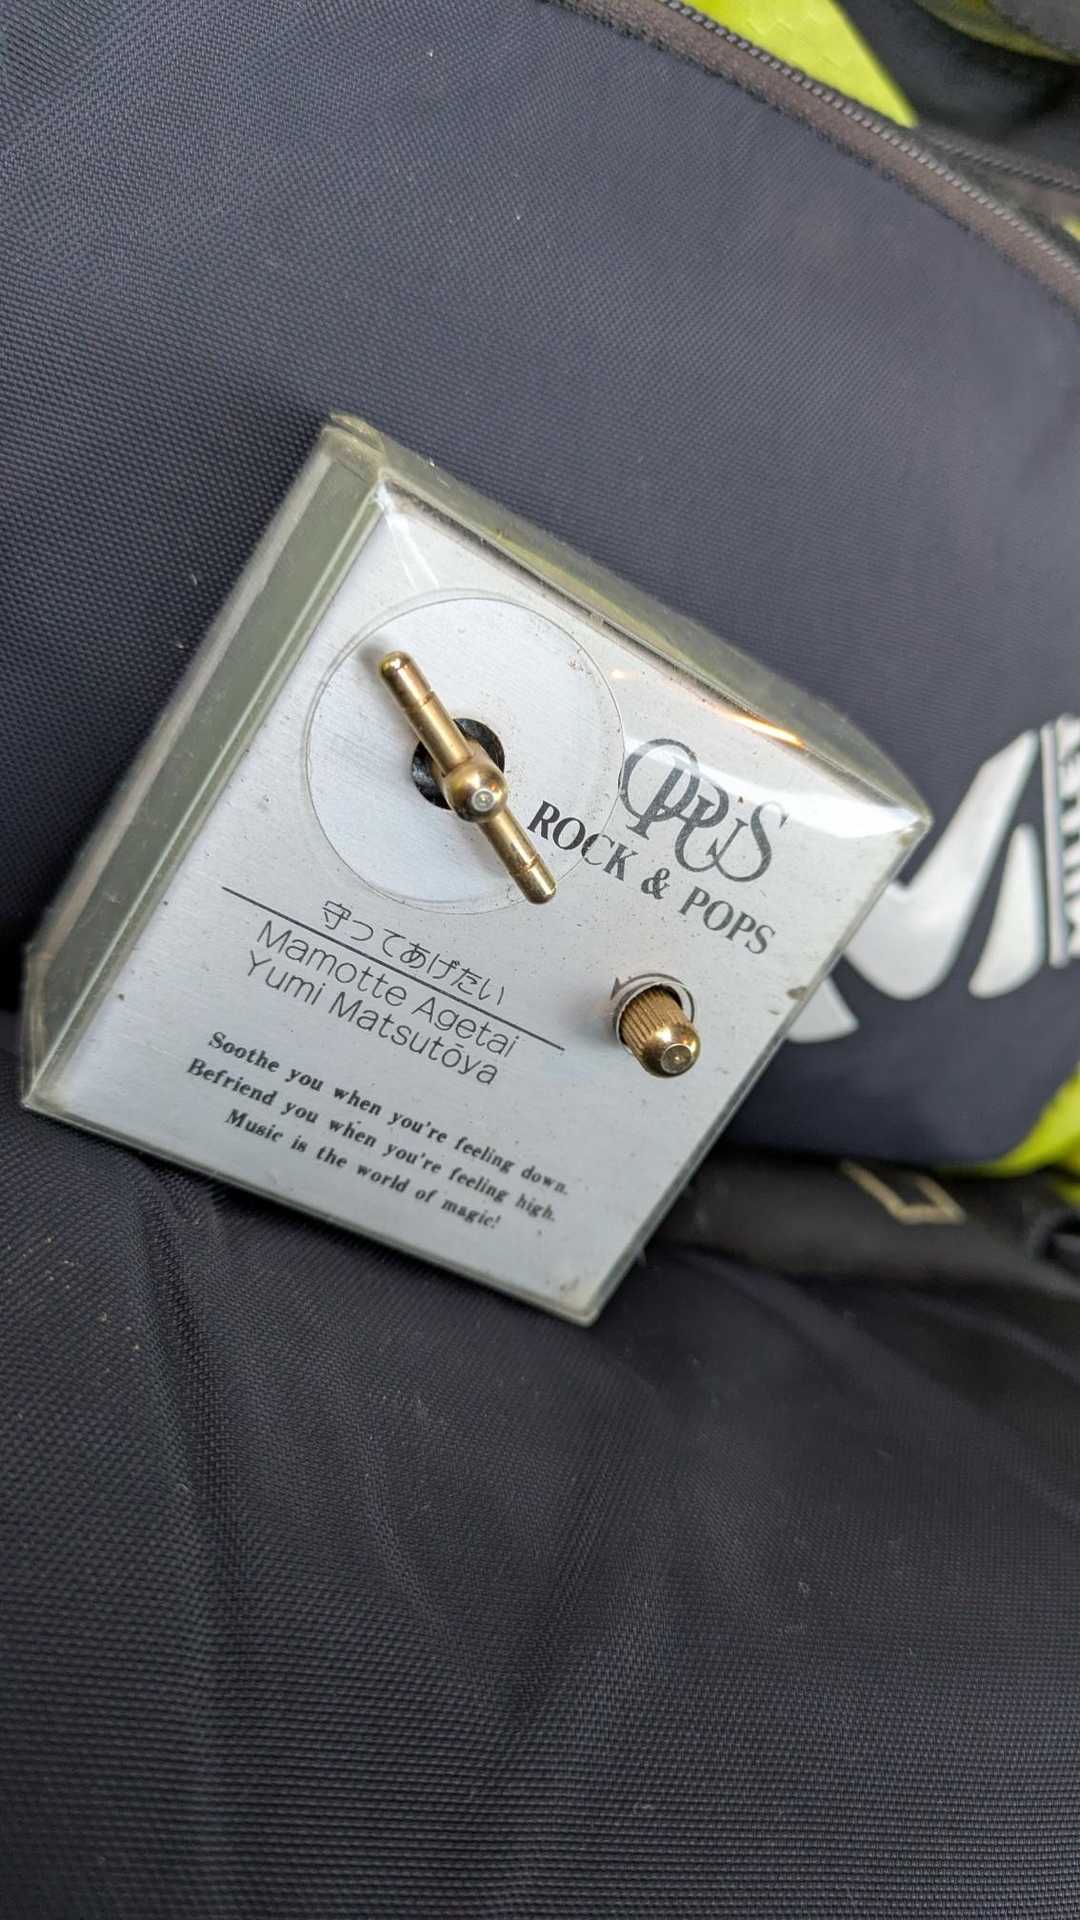 OPUS
ROCK & POPS
守ってあげたい
Mamotte Agetai
Yumi Matsutōya
Soothe you when you're feeling down.
Befriend you when you're feeling high.
Music is the world of magic!